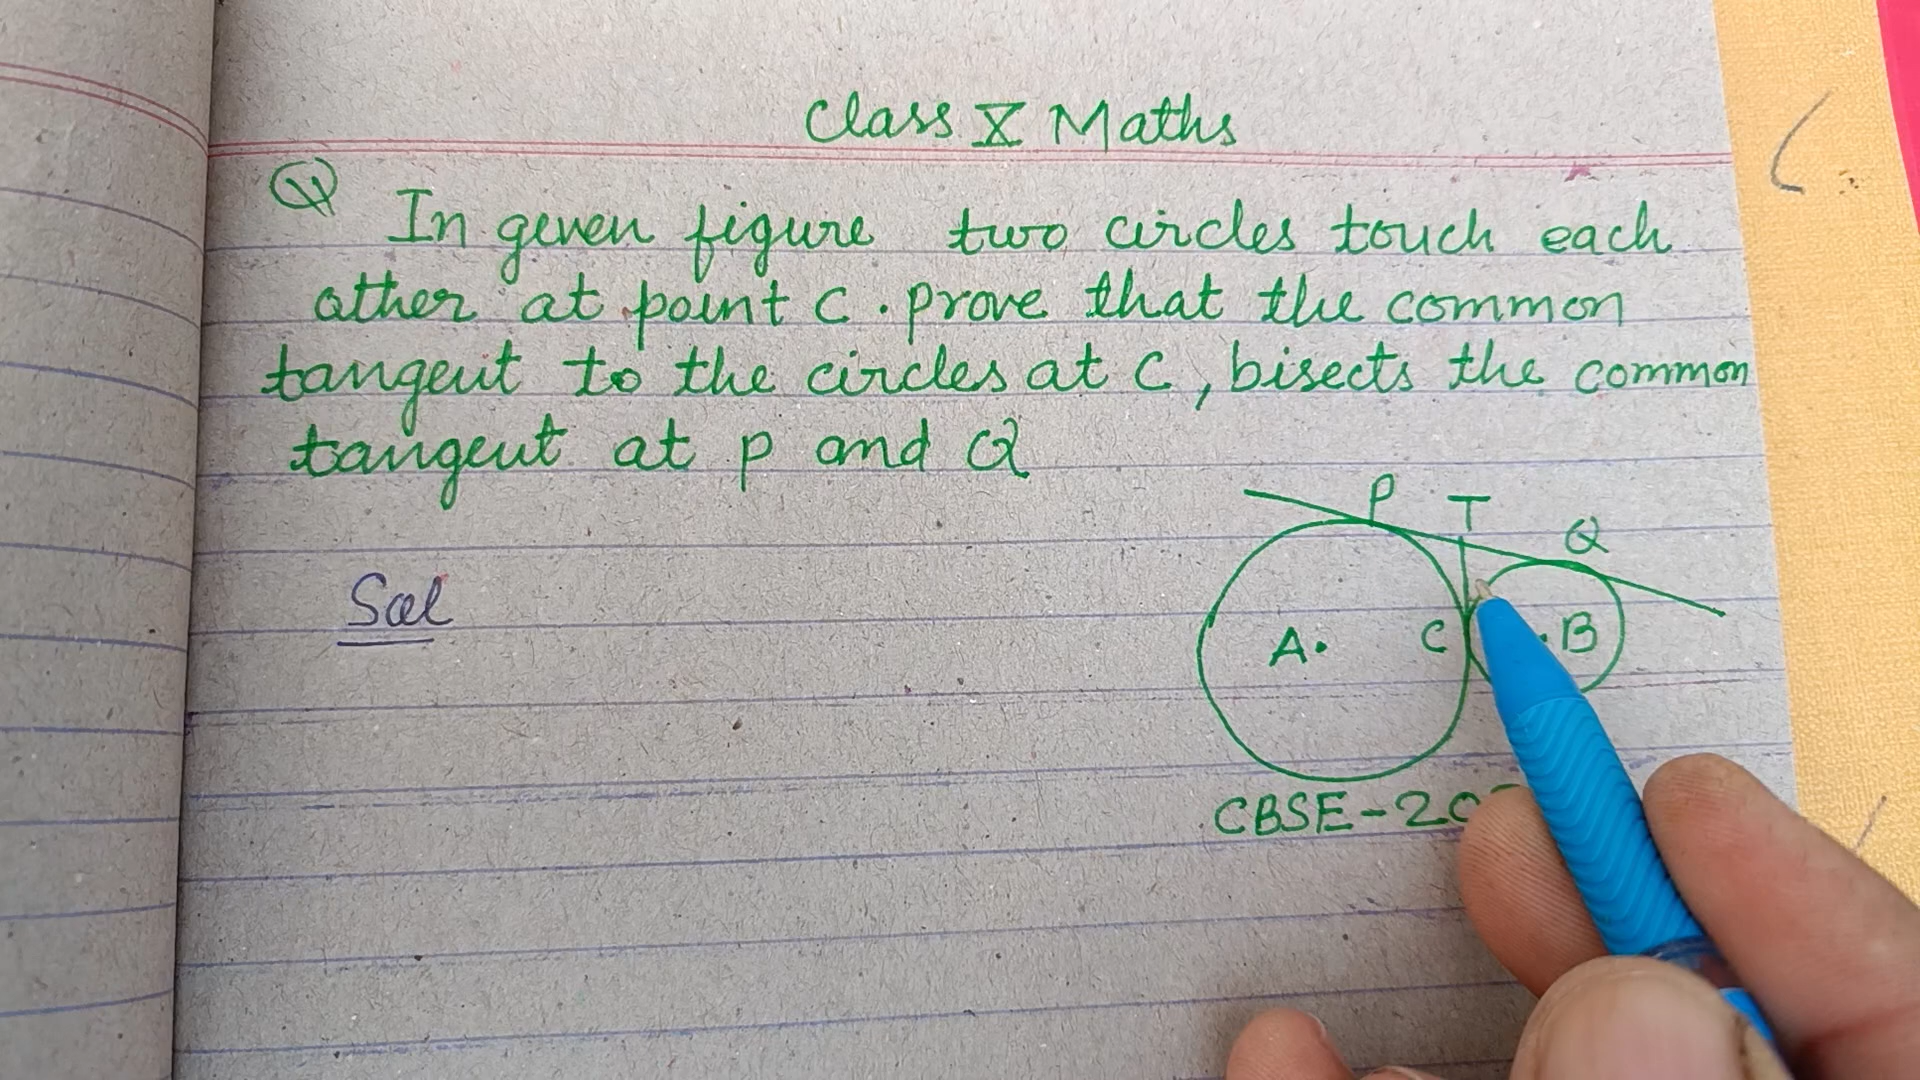 Class X Maths
Q In geven figure two circles touch each
other at point C. prove that the common
tangent to the circles at C, bisects the common
tangent at P and Q
P T Q
Sol
A. C .B
CBSE-20